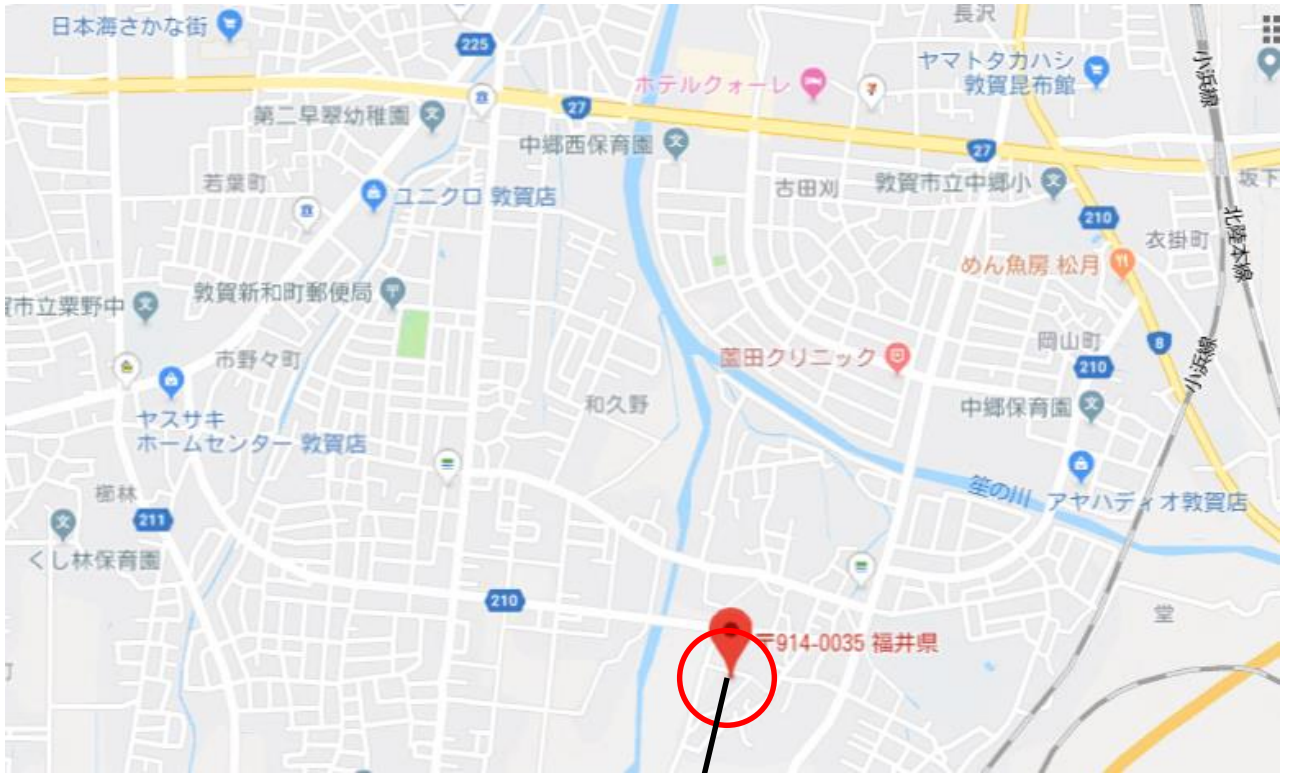 日本海さかな街
225
長沢
ヤマトタカハシ
敦賀昆布館
小浜線
ホテルクォーレ
27
第二早翠幼稚園
中郷西保育園
27
若葉町
ユニクロ 敦賀店
古田刈
敦賀市立中郷小
坂下
210
衣掛町
北陸本線
めん魚房 松月
敦賀新和町郵便局
賀市立粟野中
市野々町
薗田クリニック
岡山町
8
210
小浜線
ヤスサキ
ホームセンター 敦賀店
和久野
中郷保育園
櫛林
211
笙の川
アヤハディオ敦賀店
くし林保育園
210
堂
〒914-0035 福井県
町